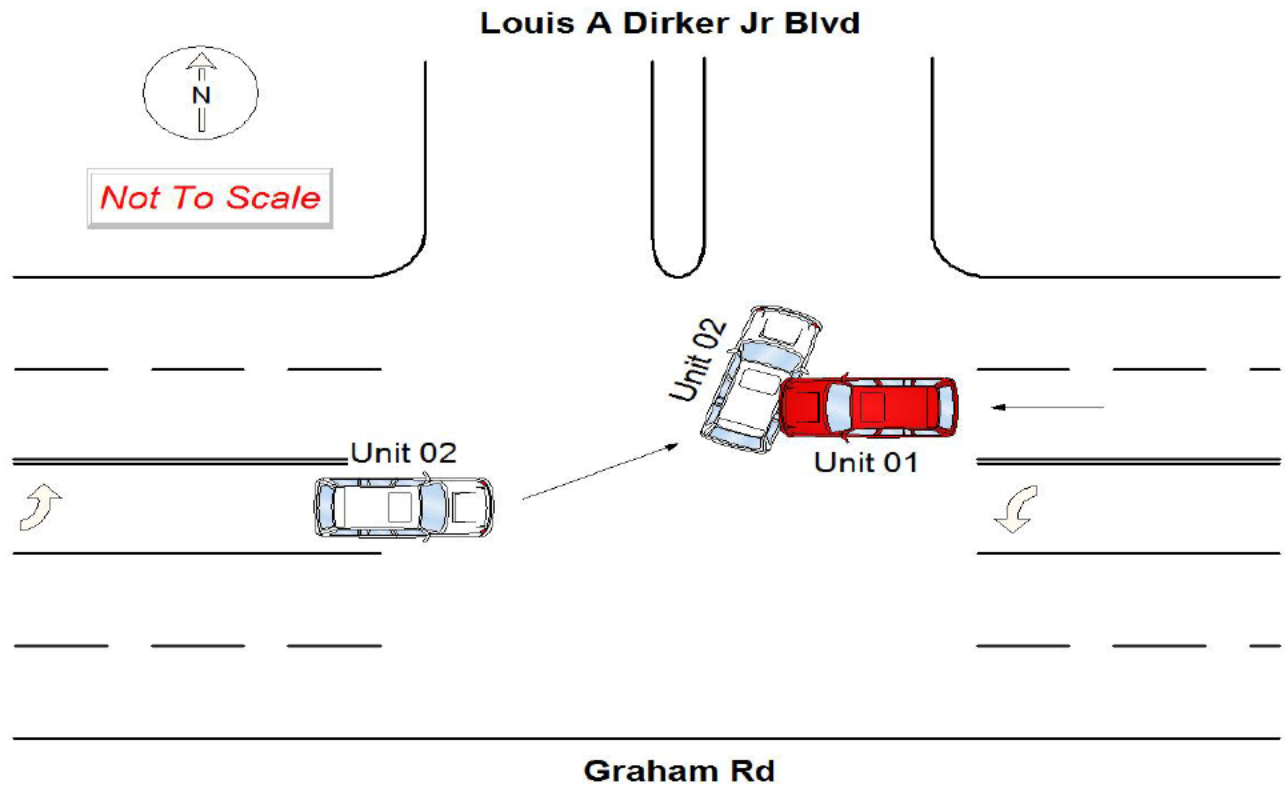 Louis A Dirker Jr Blvd
N
Not To Scale
Unit 02
Unit 02
Unit 01
Graham Rd